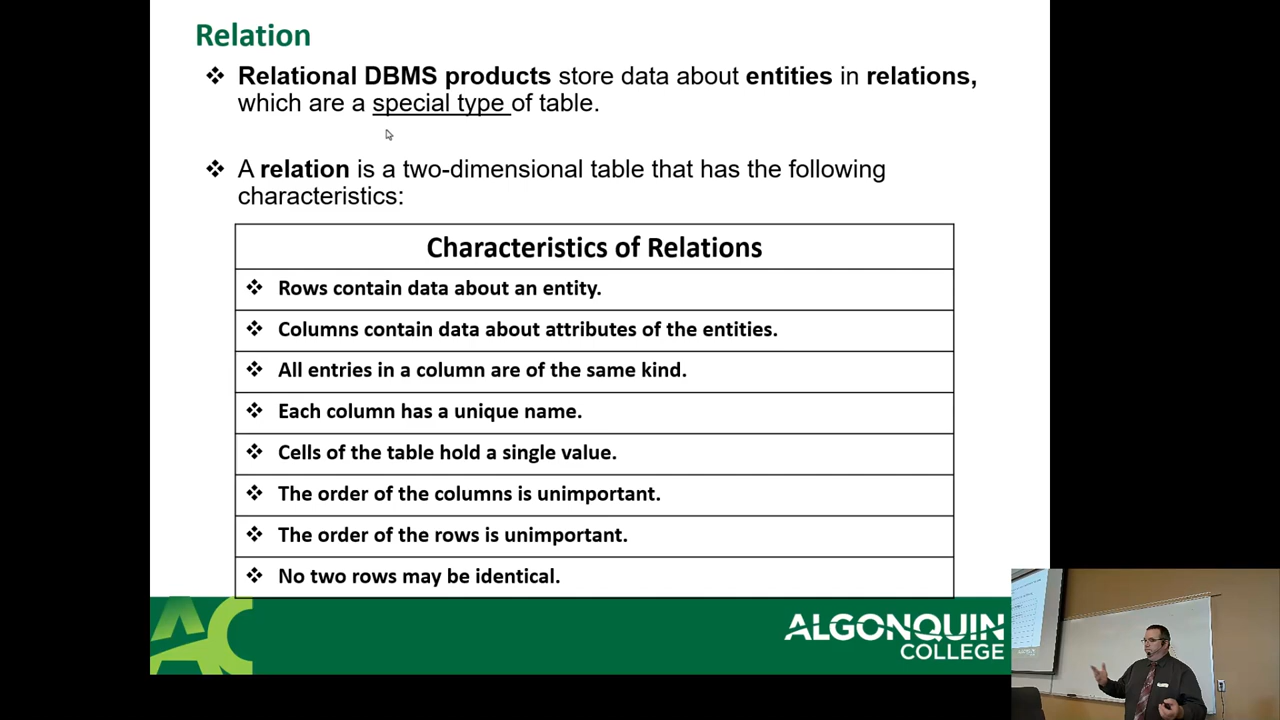 Relation
❖ Relational DBMS products store data about entities in relations,
which are a special type of table.
❖ A relation is a two-dimensional table that has the following
characteristics:
Characteristics of Relations
❖ Rows contain data about an entity.
❖ Columns contain data about attributes of the entities.
❖ All entries in a column are of the same kind.
❖ Each column has a unique name.
❖ Cells of the table hold a single value.
❖ The order of the columns is unimportant.
❖ The order of the rows is unimportant.
❖ No two rows may be identical.
AC
ALGONQUIN
COLLEGE